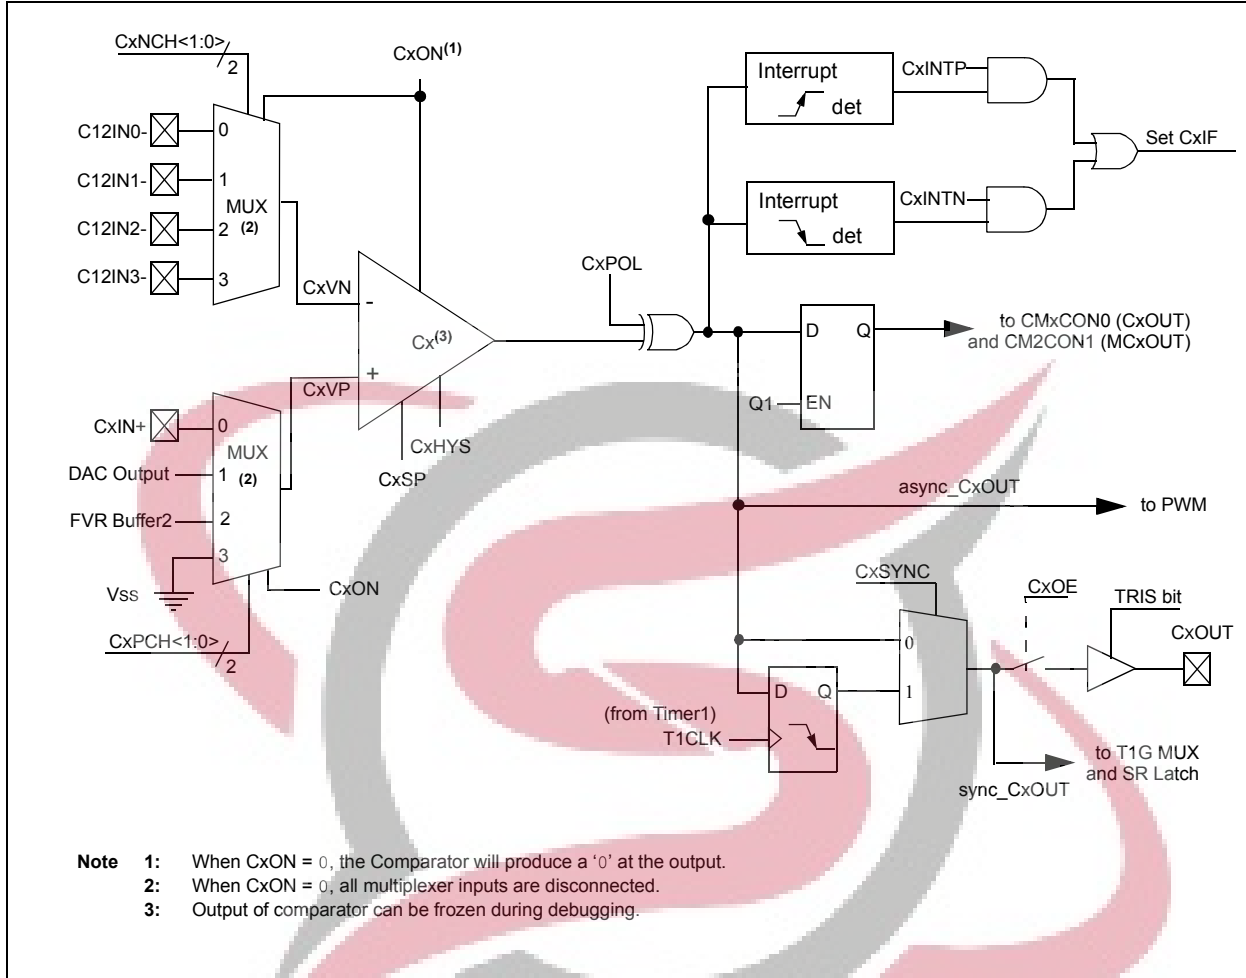 CxNCH<1:0>
2
CxON(1)
Interrupt
det
CxINTP
Set CxIF
C12IN0-
0
C12IN1-
1
MUX
(2)
C12IN2-
2
C12IN3-
3
Interrupt
det
CxINTN
CxPOL
CxVN
-
Cx(3)
+
CxVP
D
Q
to CMxCON0 (CxOUT)
and CM2CON1 (MCxOUT)
Q1
EN
CxHYS
CxSP
CxIN+
0
MUX
(2)
DAC Output
1
FVR Buffer2
2
3
Vss
CxON
CxPCH<1:0>
2
async_CxOUT
to PWM
CxSYNC
CxOE
TRIS bit
CxOUT
0
1
D
Q
(from Timer1)
T1CLK
to T1G MUX
and SR Latch
sync_CxOUT
Note 1: When CxON = 0, the Comparator will produce a ‘0’ at the output.
2: When CxON = 0, all multiplexer inputs are disconnected.
3: Output of comparator can be frozen during debugging.